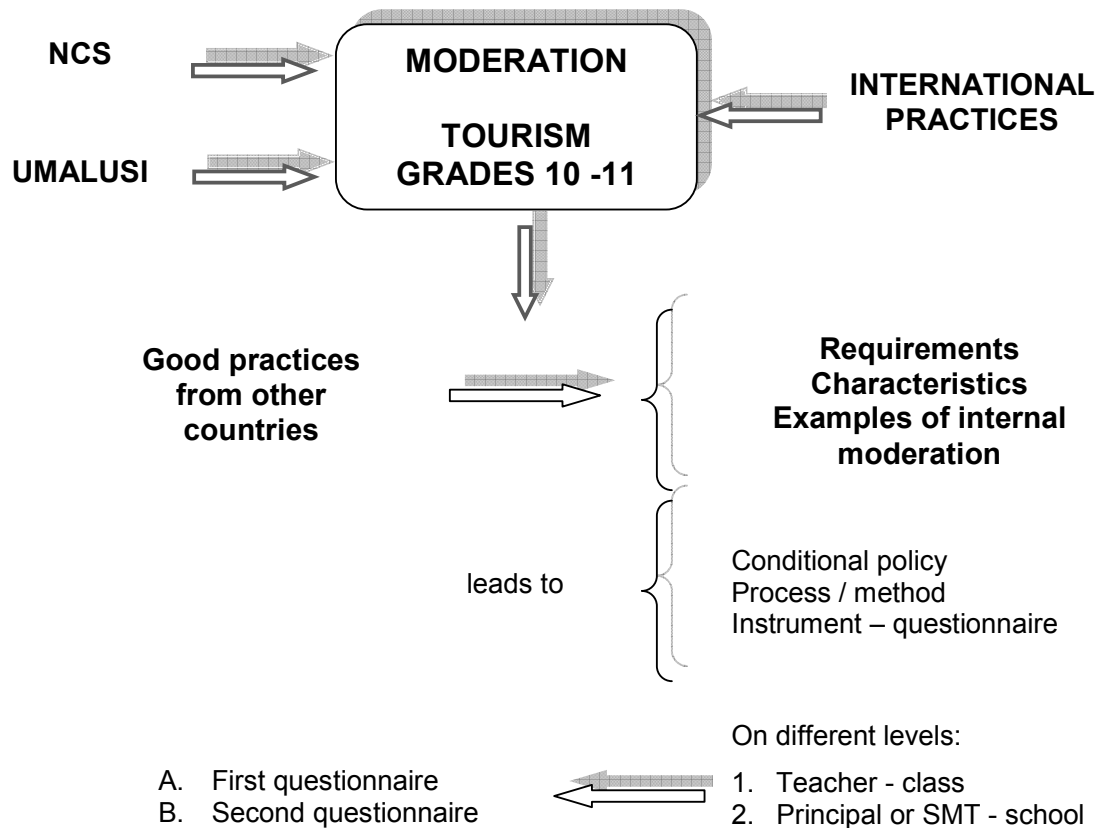 NCS
UMALUSI
MODERATION
TOURISM
GRADES 10 -11
INTERNATIONAL
PRACTICES
Good practices
from other
countries
Requirements
Characteristics
Examples of internal
moderation
leads to
Conditional policy
Process / method
Instrument – questionnaire
On different levels:
1. Teacher - class
2. Principal or SMT - school
A. First questionnaire
B. Second questionnaire